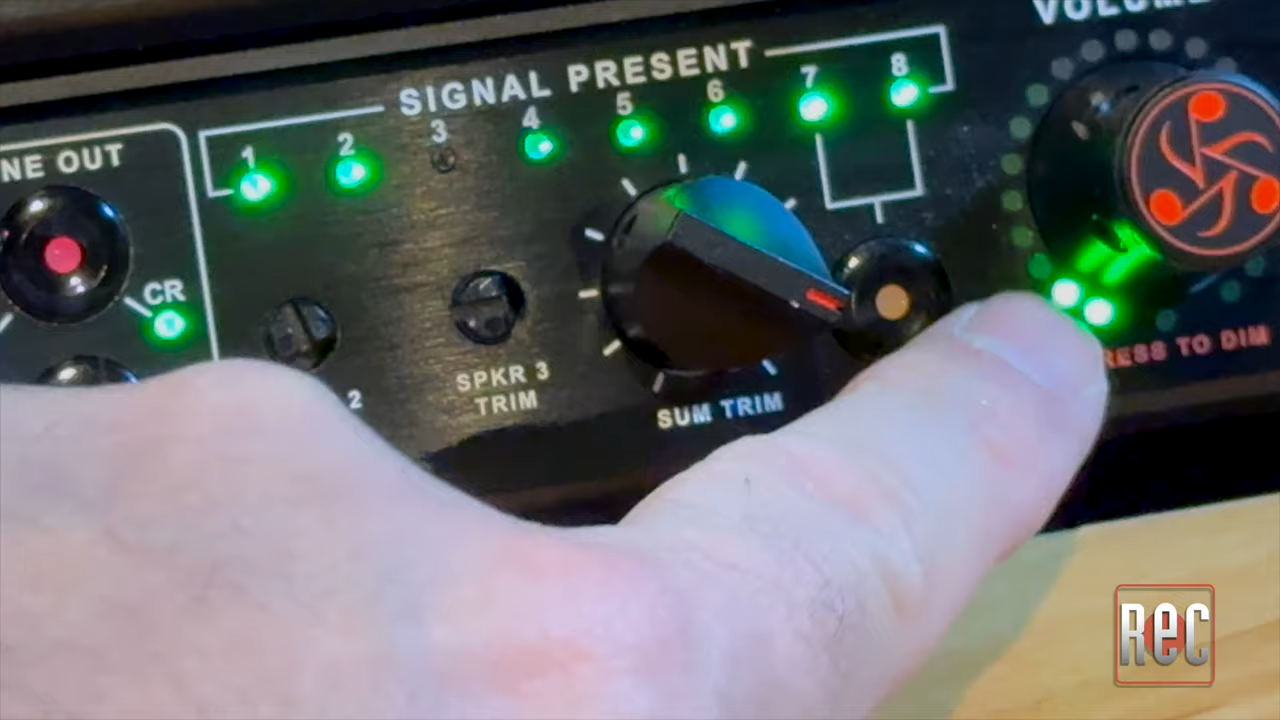 VOLUME
SIGNAL PRESENT
1 2 3 4 5 6 7 8
NE OUT
CR
2
SPKR 3
TRIM
SUM TRIM
RESS TO DIM
REC